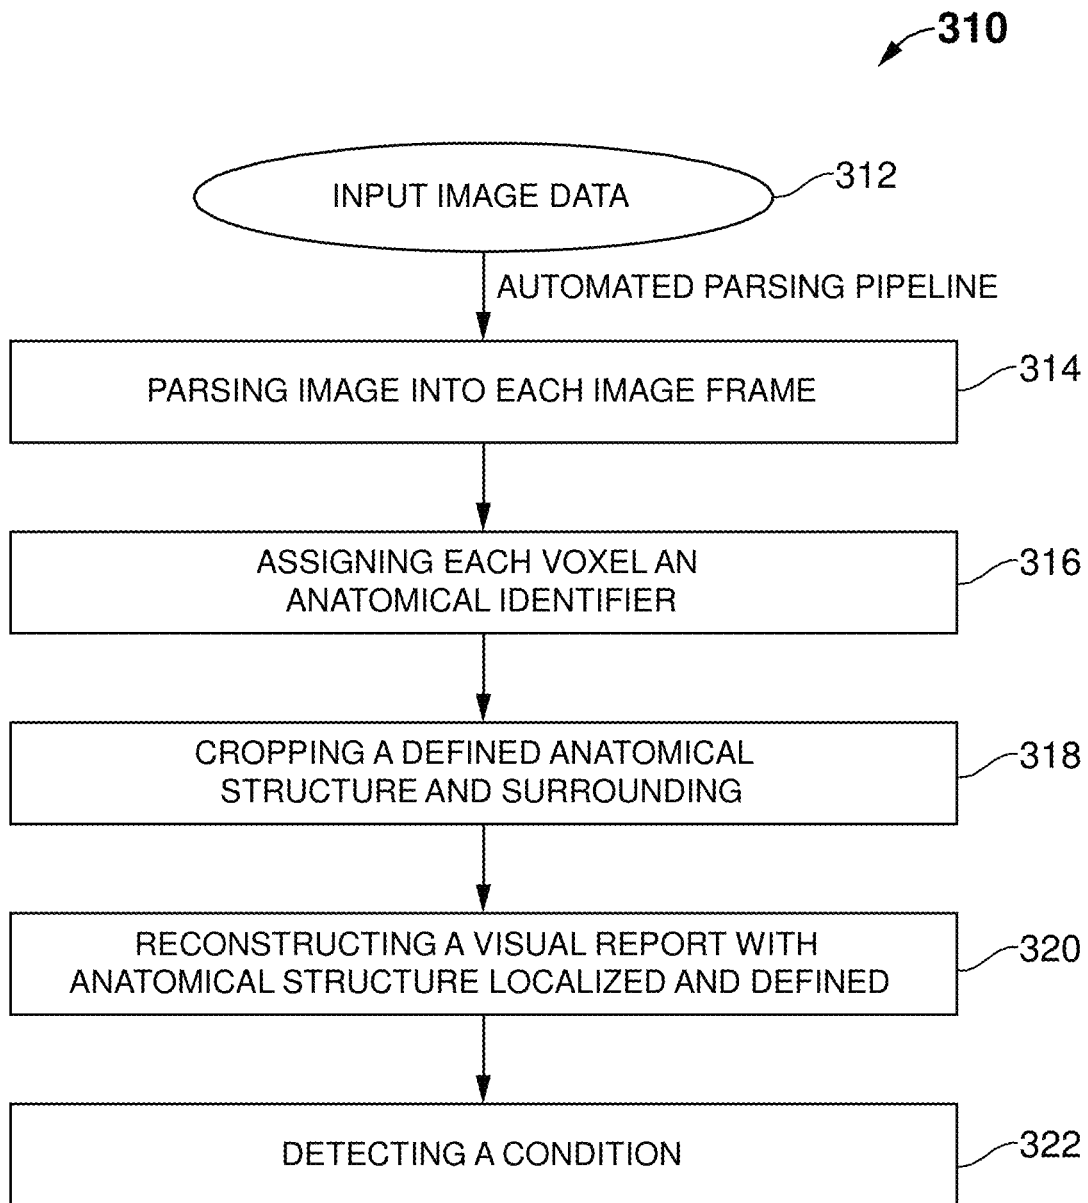 310
INPUT IMAGE DATA
312
AUTOMATED PARSING PIPELINE
PARSING IMAGE INTO EACH IMAGE FRAME
314
ASSIGNING EACH VOXEL AN
ANATOMICAL IDENTIFIER
316
CROPPING A DEFINED ANATOMICAL
STRUCTURE AND SURROUNDING
318
RECONSTRUCTING A VISUAL REPORT WITH
ANATOMICAL STRUCTURE LOCALIZED AND DEFINED
320
DETECTING A CONDITION
322